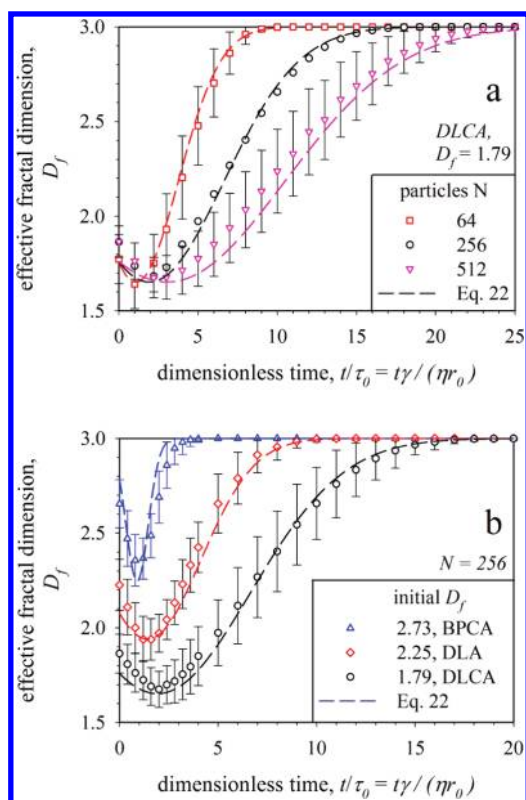 3.0
2.5
2.0
1.5
effective fractal dimension,
D_f
a
DLCA,
D_f = 1.79
particles N
64
256
512
Eq. 22
0 5 10 15 20 25
dimensionless time, t/τ_0 = tγ / (ηr_0)
3.0
2.5
2.0
1.5
effective fractal dimension,
D_f
b
N = 256
initial D_f
2.73, BPCA
2.25, DLA
1.79, DLCA
Eq. 22
0 5 10 15 20
dimensionless time, t/τ_0 = tγ / (ηr_0)